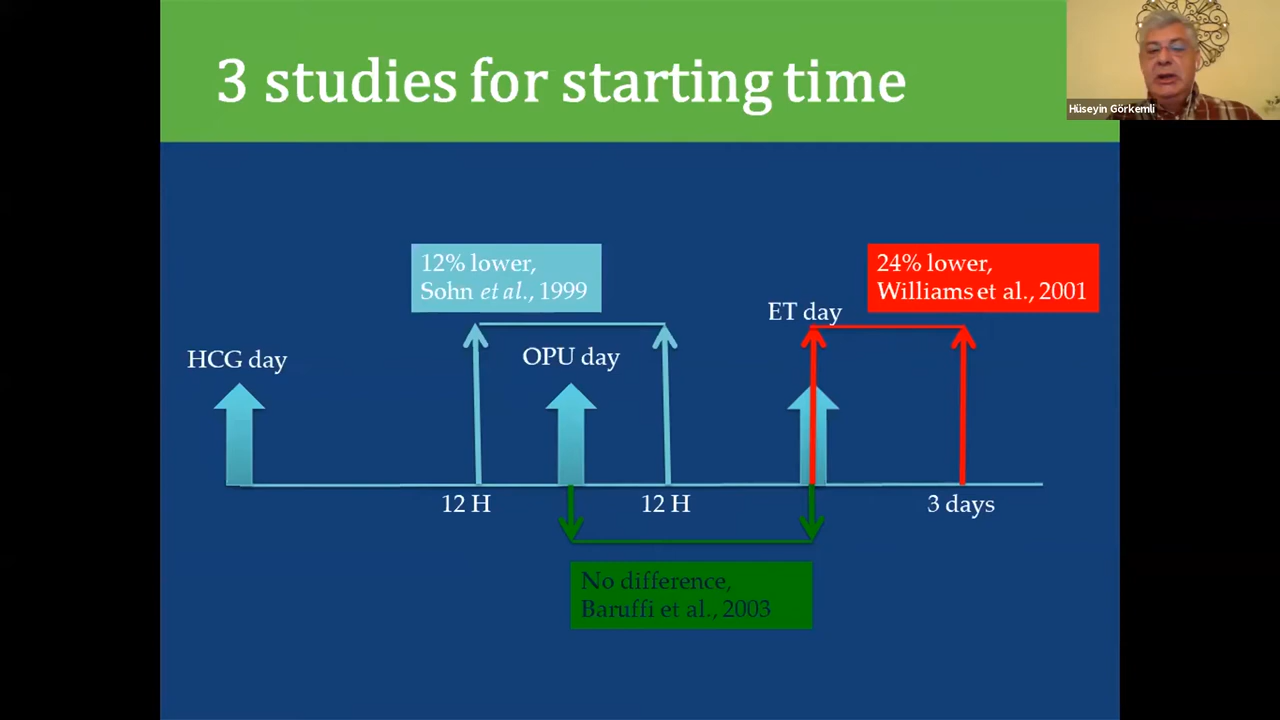 3 studies for starting time
Hüseyin Görkemli
12% lower,
Sohn et al., 1999
24% lower,
Williams et al., 2001
ET day
HCG day
OPU day
12 H
12 H
3 days
No difference,
Baruffi et al., 2003